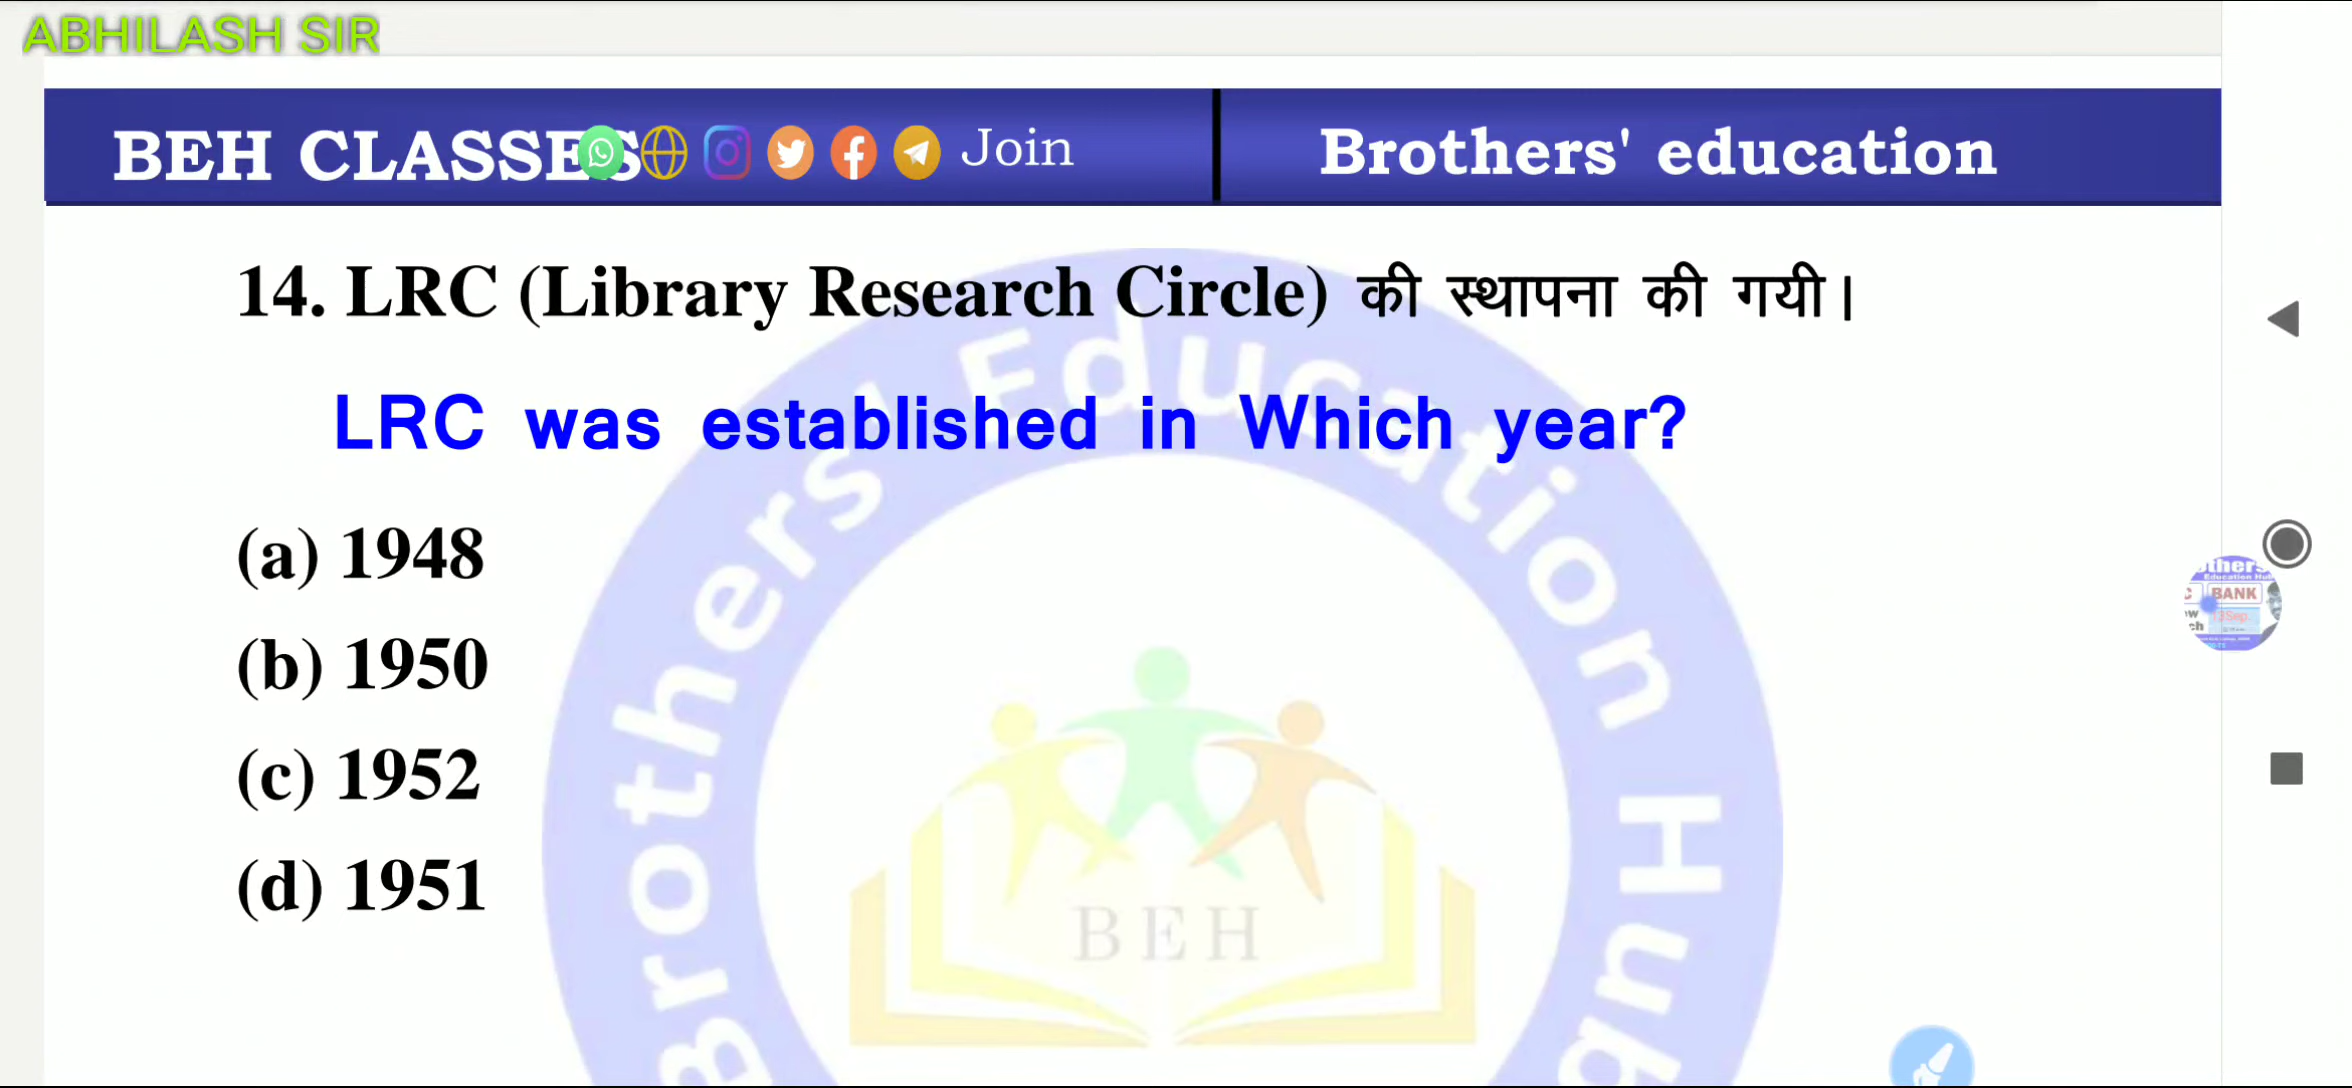 ABHILASH SIR
BEH CLASSES Join Brothers' education
14. LRC (Library Research Circle) की स्थापना की गयी।
LRC was established in Which year?
(a) 1948
(b) 1950
(c) 1952
(d) 1951
Brothers' Education Hub
BEH
BANK